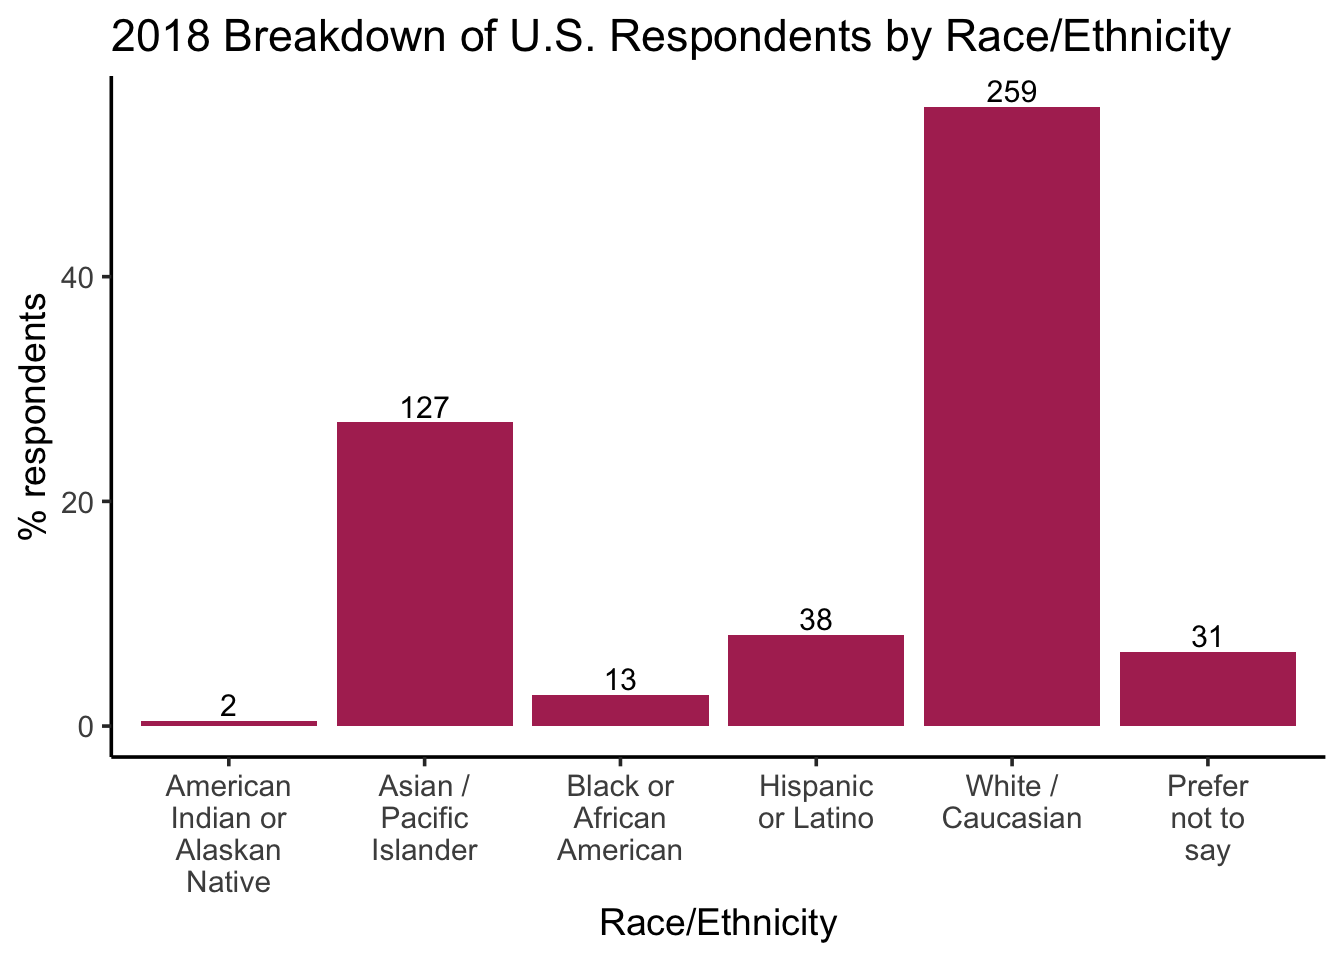 2018 Breakdown of U.S. Respondents by Race/Ethnicity
% respondents
40
20
0
2
127
13
38
259
31
American
Indian or
Alaskan
Native
Asian /
Pacific
Islander
Black or
African
American
Hispanic
or Latino
White /
Caucasian
Prefer
not to
say
Race/Ethnicity